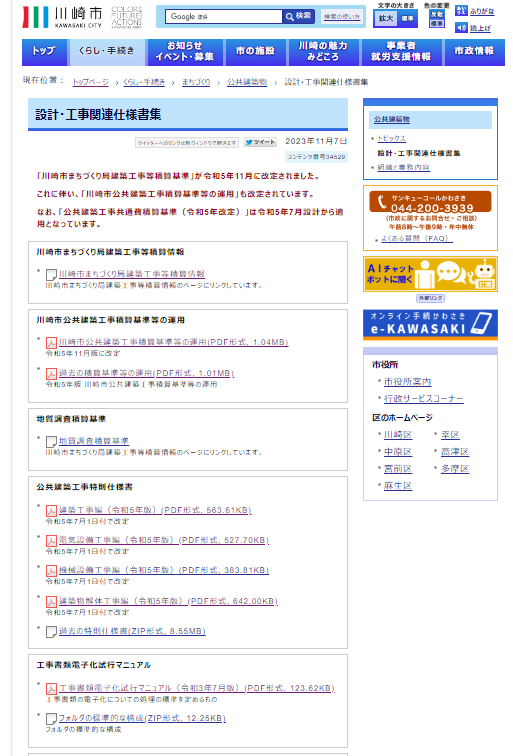 川崎市
KAWASAKI CITY
COLORS,
FUTURE!
ACTIONS
KAWASAKI
Google 提供
検索
検索の使い方
文字の大きさ
拡大
標準
色の変更
反転
標準
ふりがな
読上げ
トップ
くらし・手続き
お知らせ
イベント・募集
市の施設
川崎の魅力
みどころ
事業者
就労支援情報
市政情報
現在位置:
トップページ › くらし・手続き › まちづくり › 公共建築物 › 設計・工事関連仕様書集
設計・工事関連仕様書集
ツイッターへのリンクは別ウィンドウで開きます
ツイート
2023年11月7日
コンテンツ番号34529
「川崎市まちづくり局建築工事等積算基準」が令和5年11月に改定されました。
これに伴い、「川崎市公共建築工事積算基準等の運用」も改定されています。
なお、「公共建築工事共通費積算基準(令和5年改定)」は令和5年7月設計から適
用となっています。
川崎市まちづくり局建築工事等積算情報
川崎市まちづくり局建築工事等積算情報
川崎市まちづくり局建築工事等積算情報のページにリンクしています。
川崎市公共建築工事積算基準等の運用
川崎市公共建築工事積算基準等の運用(PDF形式, 1.04MB)
令和5年11月版に改定
過去の積算基準等の運用(PDF形式, 1.01MB)
令和5年版 川崎市公共建築工事積算基準等の運用
地質調査積算基準
地質調査積算基準
川崎市まちづくり局建築工事等積算情報のページにリンクしています。
公共建築工事特則仕様書
建築工事編(令和5年版)(PDF形式, 563.61KB)
令和5年7月1日付で改定
電気設備工事編(令和5年版)(PDF形式, 527.70KB)
令和5年7月1日付で改定
機械設備工事編(令和5年版)(PDF形式, 383.81KB)
令和5年7月1日付で改定
建築物解体工事編(令和5年版)(PDF形式, 642.00KB)
令和5年7月1日付で改定
過去の特則仕様書(ZIP形式, 8.55MB)
工事書類電子化試行マニュアル
工事書類電子化試行マニュアル(令和3年7月版)(PDF形式, 123.62KB)
工事書類の電子化についての処理の標準を定めるもの
フォルダの標準的な構成(ZIP形式, 12.25KB)
フォルダの標準的な構成
公共建築物
トピックス
設計・工事関連仕様書集
組織と業務内容
サンキューコールかわさき
044-200-3939
(市政に関するお問合せ・ご相談)
午前8時~午後9時・年中無休
よくある質問(FAQ)
AIチャット
ボットに聞く
外部リンク
オンライン手続かわさき
e-KAWASAKI
市役所
市役所案内
行政サービスコーナー
区のホームページ
川崎区
幸区
中原区
高津区
宮前区
多摩区
麻生区